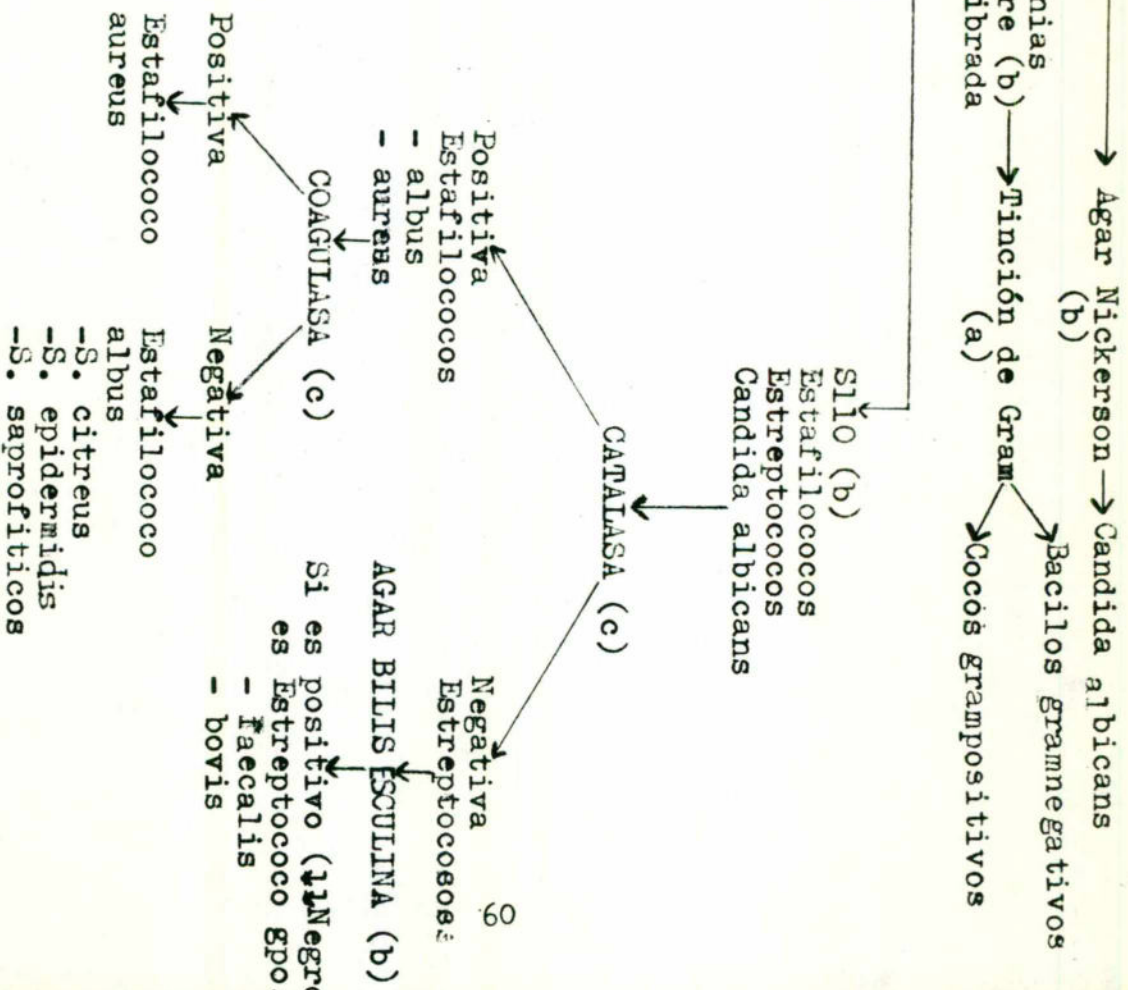 Agar Nickerson
(b)
Candida albicans
nias
re (b)
ibrada
Tinción de Gram
(a)
Bacilos gramnegativos
Cocos grampositivos
S110 (b)
Estafilococos
Estreptococos
Candida albicans
CATALASA (c)
Positiva
Estafilococos
- albus
- aureus
COAGULASA (c)
Positiva
Estafilococo
aureus
Negativa
Estafilococo
albus
-S. citreus
-S. epidermidis
-S. saprofiticos
Negativa
AGAR BILIS ESCULINA (b)
Si es positivo
es Estreptococo gpo
- faecalis
- bovis
60